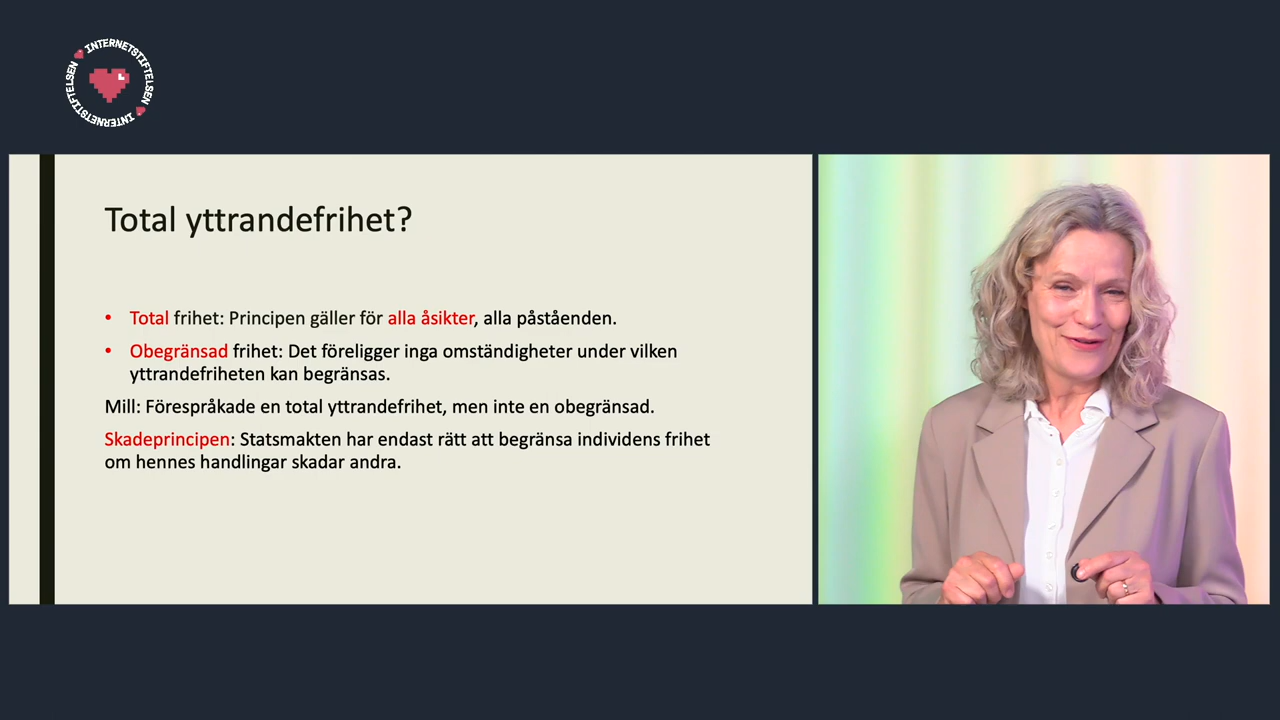 INTERNETSTIFTELSEN
INTERNETSTIFTELSEN
Total yttrandefrihet?
• Total frihet: Principen gäller för alla åsikter, alla påståenden.
• Obegränsad frihet: Det föreligger inga omständigheter under vilken
yttrandefriheten kan begränsas.
Mill: Förespråkade en total yttrandefrihet, men inte en obegränsad.
Skadeprincipen: Statsmakten har endast rätt att begränsa individens frihet
om hennes handlingar skadar andra.